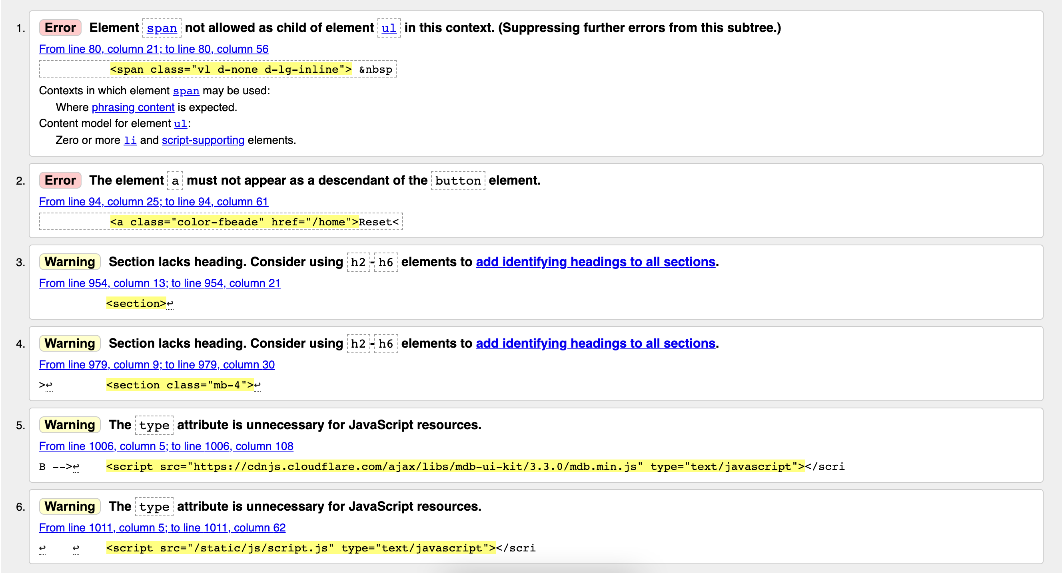 1. Error Element span not allowed as child of element ul in this context. (Suppressing further errors from this subtree.)
From line 80, column 21; to line 80, column 56
<span class="vl d-none d-lg-inline"> &nbsp
Contexts in which element span may be used:
Where phrasing content is expected.
Content model for element ul:
Zero or more li and script-supporting elements.
2. Error The element a must not appear as a descendant of the button element.
From line 94, column 25; to line 94, column 61
<a class="color-fbeade" href="/home">Reset<
3. Warning Section lacks heading. Consider using h2-h6 elements to add identifying headings to all sections.
From line 954, column 13; to line 954, column 21
<section>↩
4. Warning Section lacks heading. Consider using h2-h6 elements to add identifying headings to all sections.
From line 979, column 9; to line 979, column 30
>↩ <section class="mb-4">↩
5. Warning The type attribute is unnecessary for JavaScript resources.
From line 1006, column 5; to line 1006, column 108
B -->↩ <script src="https://cdnjs.cloudflare.com/ajax/libs/mdb-ui-kit/3.3.0/mdb.min.js" type="text/javascript"></scri
6. Warning The type attribute is unnecessary for JavaScript resources.
From line 1011, column 5; to line 1011, column 62
↩ ↩ <script src="/static/js/script.js" type="text/javascript"></scri